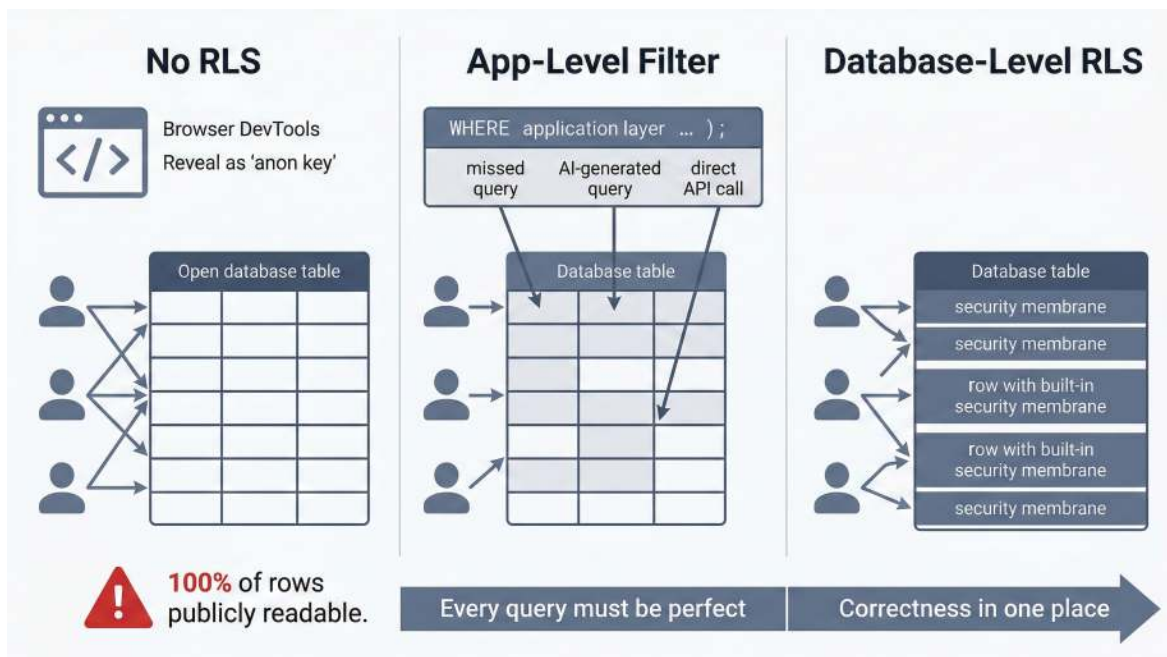 No RLS
Browser DevTools
Reveal as 'anon key'
Open database table
100% of rows
publicly readable.
App-Level Filter
WHERE application layer … );
missed
query
AI-generated
query
direct
API call
Database table
Every query must be perfect
Database-Level RLS
Database table
security membrane
security membrane
row with built-in
security membrane
row with built-in
security membrane
security membrane
Correctness in one place